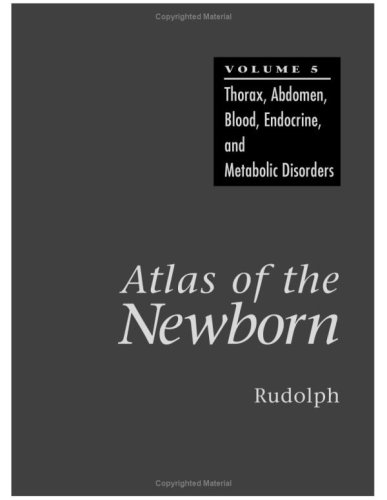 Copyrighted Material
VOLUME 5
Thorax, Abdomen,
Blood, Endocrine,
and
Metabolic Disorders
Atlas of the
Newborn
Rudolph
Copyrighted Material